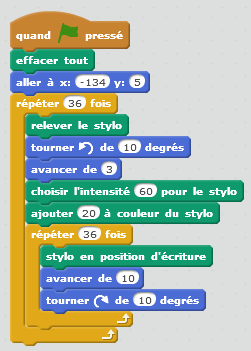 quand pressé
effacer tout
aller à x: -134 y: 5
répéter 36 fois
relever le stylo
tourner de 10 degrés
avancer de 3
choisir l'intensité 60 pour le stylo
ajouter 20 à couleur du stylo
répéter 36 fois
stylo en position d'écriture
avancer de 10
tourner de 10 degrés